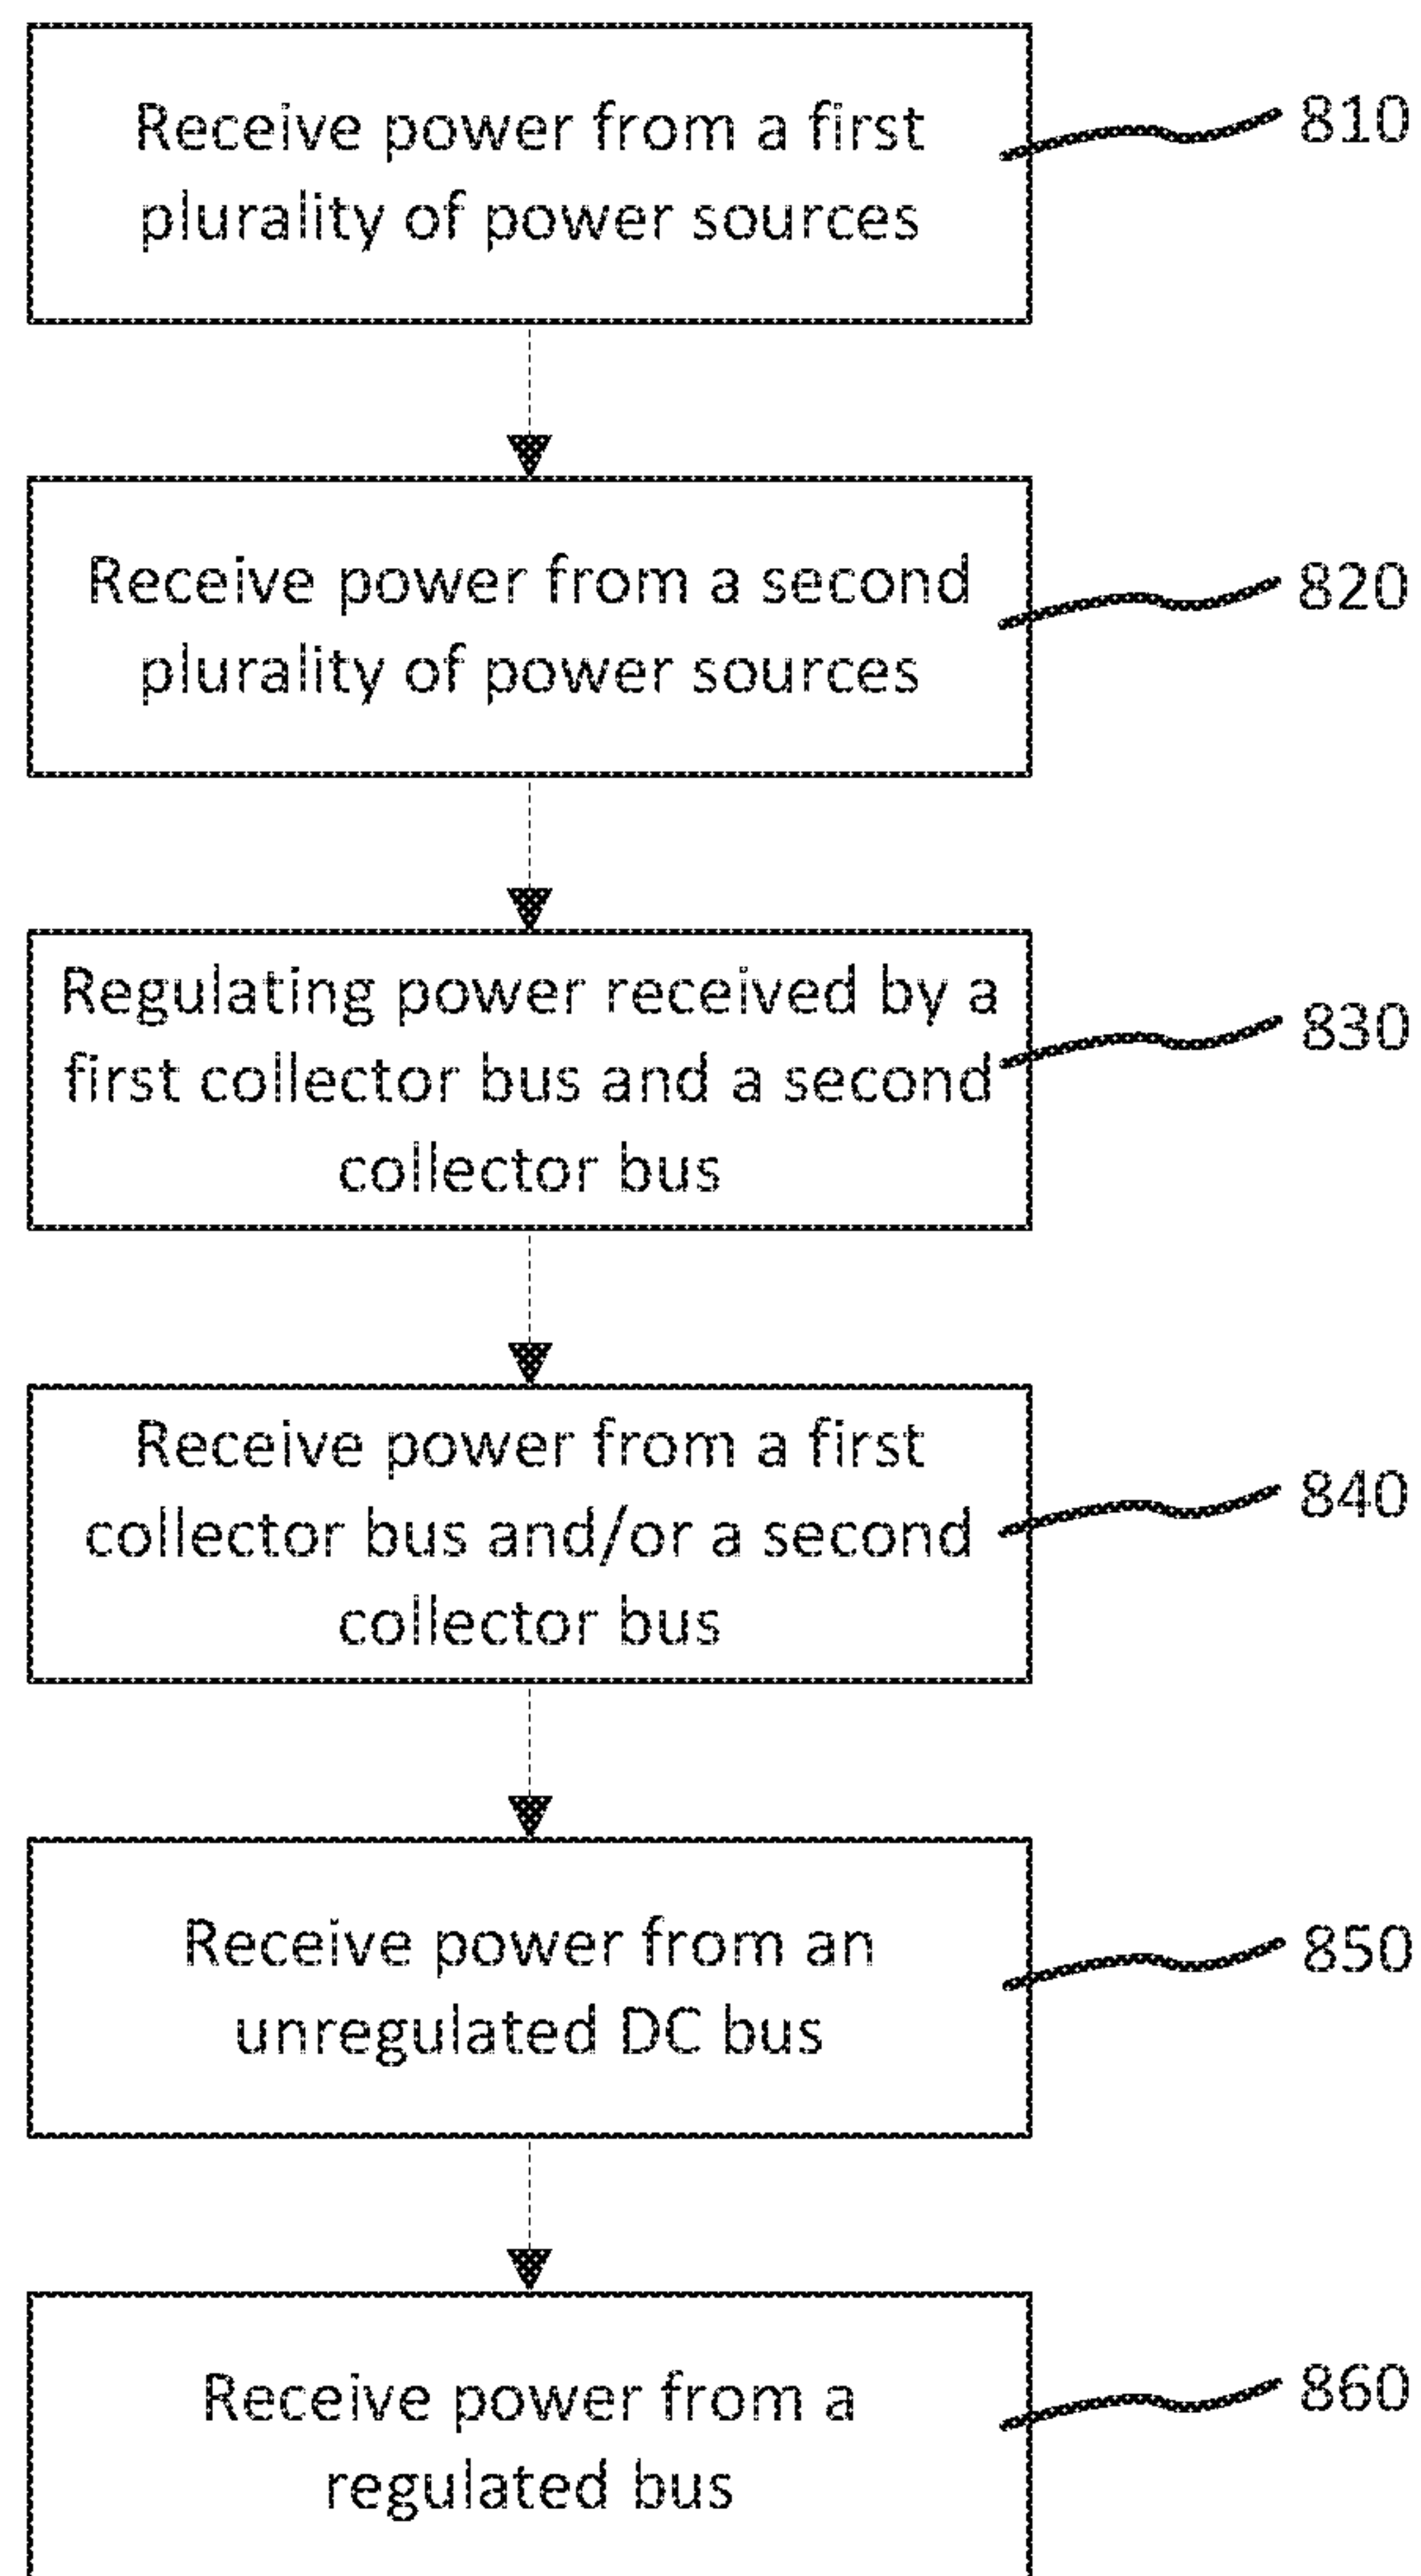 Receive power from a first
plurality of power sources
810
Receive power from a second
plurality of power sources
820
Regulating power received by a
first collector bus and a second
collector bus
830
Receive power from a first
collector bus and/or a second
collector bus
840
Receive power from an
unregulated DC bus
850
Receive power from a
regulated bus
860